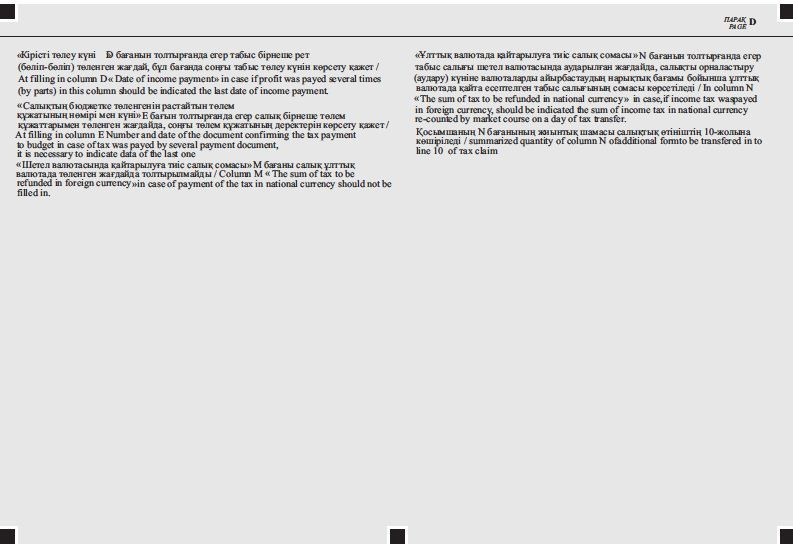 ПАРАҚ
PAGE D
«Кірісті төлеу күні D» бағанын толтырғанда егер табыс бірнеше рет
(бөліп-бөліп) төленген жағдай, бұл бағанда соңғы табыс төлеу күнін көрсету қажет /
At filling in column D « Date of income payment» in case if profit was payed several times
(by parts) in this column should be indicated the last date of income payment.
«Салықтың бюджетке төленгенін растайтын төлем
құжатының нөмірі мен күні» E бағын толтырғанда егер салық бірнеше төлем
құжаттарымен төленген жағдайда, соңғы төлем құжатының деректерін көрсету қажет /
At filling in column E Number and date of the document confirming the tax payment
to budget in case of tax was payed by several payment document,
it is necessary to indicate data of the last one
«Шетел валютасында қайтарылуға тиіс салық сомасы» M бағаны салық ұлттық
валютада төленген жағдайда толтырылмайды / Column M « The sum of tax to be
refunded in foreign currency» in case of payment of the tax in national currency should not be
filled in.
«Ұлттық валютада қайтарылуға тиіс салық сомасы» N бағанын толтырғанда егер
табыс салығы шетел валютасында аударылған жағдайда, салықты орналастыру
(аудару) күніне валюталарды айырбастаудың нарықтық бағамы бойынша ұлттық
валютада қайта есептелген табыс салығының сомасы көрсетіледі / In column N
«The sum of tax to be refunded in national currency» in case, if income tax was payed
in foreign currency, should be indicated the sum of income tax in national currency
re-counted by market course on a day of tax transfer.
Қосымшаның N бағанының жиынтық шамасы салықтық өтініштің 10-жолына
көшіріледі / summarized quantity of column N of additional form to be transfered in to
line 10 of tax claim